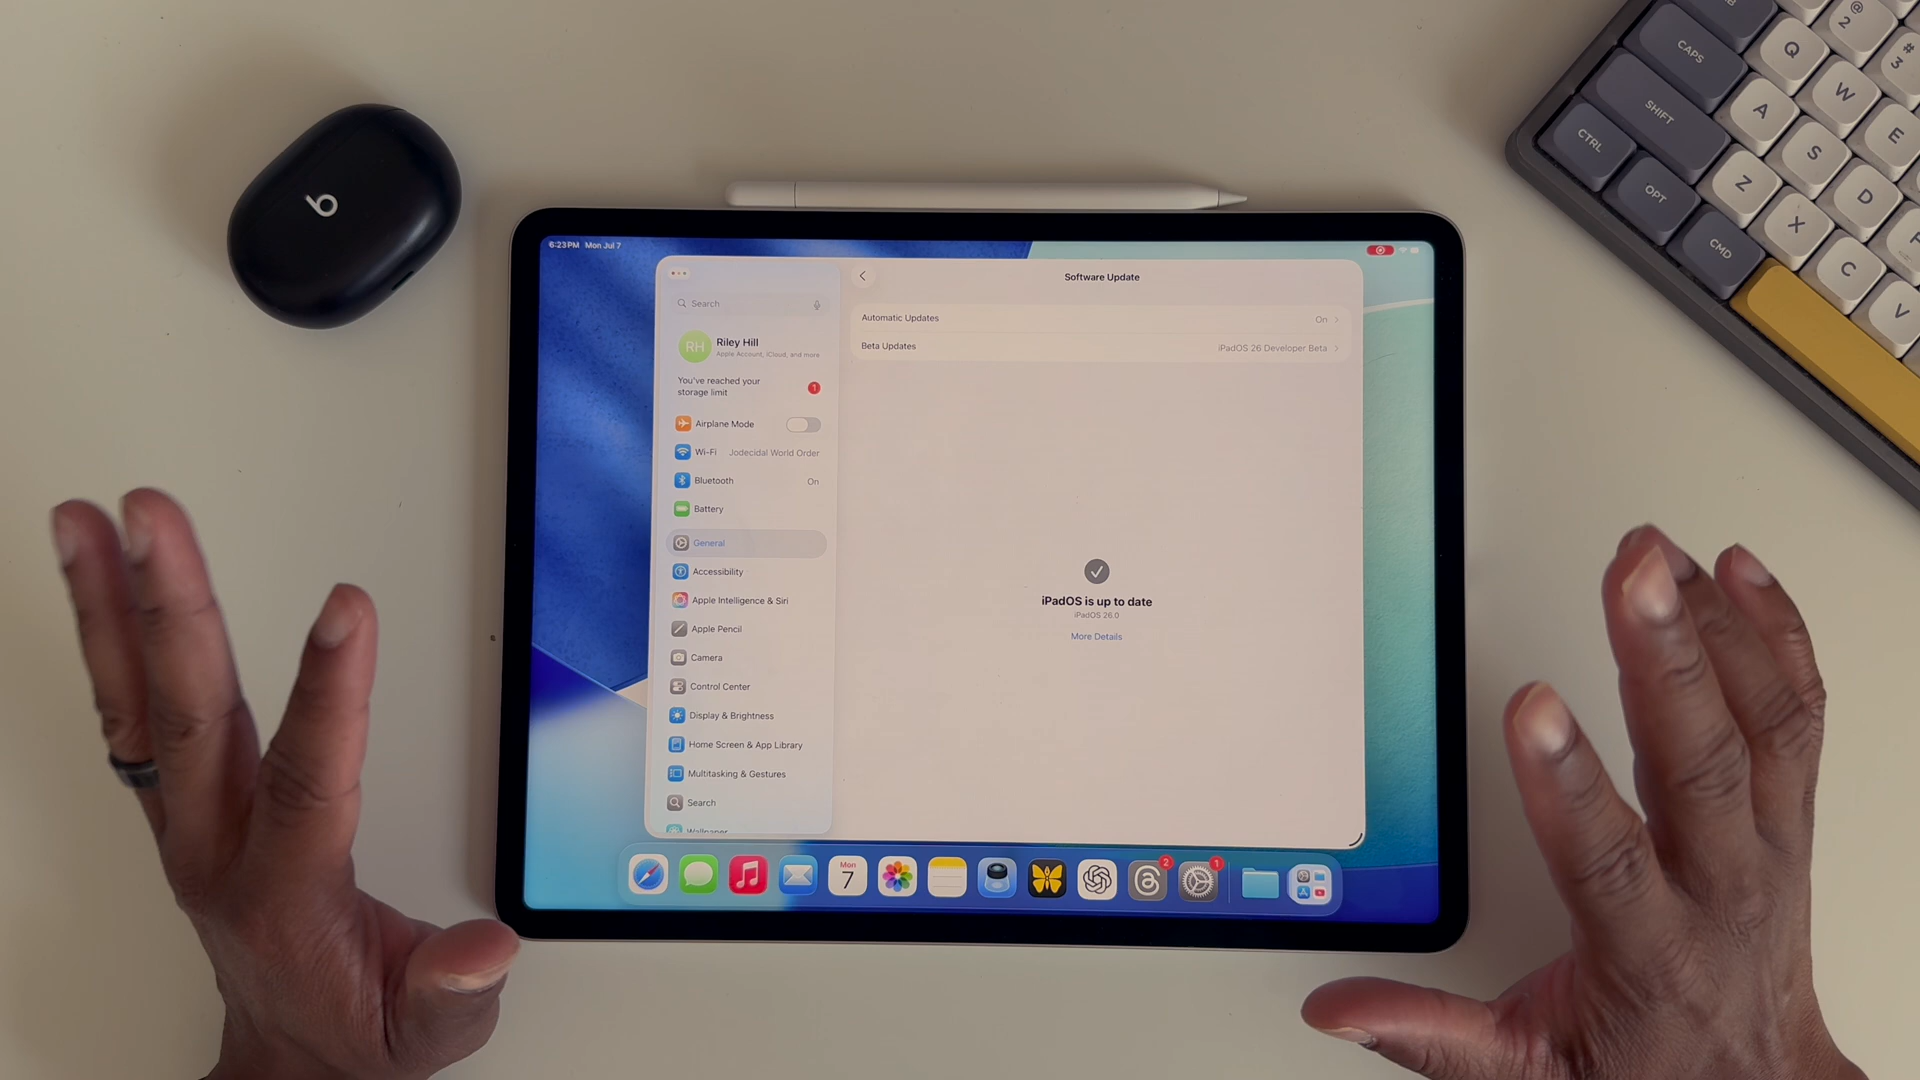 6:23 PM Mon Jul 7
Software Update
Search
Automatic Updates
On
Beta Updates
iPadOS 26 Developer Beta
RH
Riley Hill
Apple Account, iCloud, and more
You've reached your
storage limit
1
Airplane Mode
Wi-Fi
Jodecidal World Order
Bluetooth
On
Battery
General
Accessibility
Apple Intelligence & Siri
Apple Pencil
Camera
Control Center
Display & Brightness
Home Screen & App Library
Multitasking & Gestures
Search
Wallpaper
iPadOS is up to date
iPadOS 26.0
More Details
Mon
7
2
1
b
CAPS
SHIFT
CTRL
OPT
CMD
@
2
#
3
Q
W
E
A
S
D
Z
X
C
V